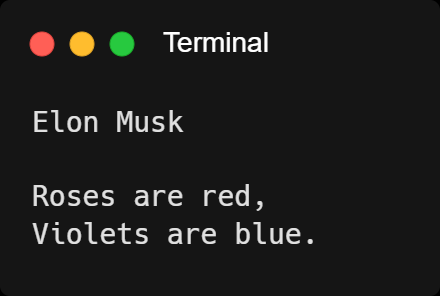 Terminal
Elon Musk
Roses are red,
Violets are blue.